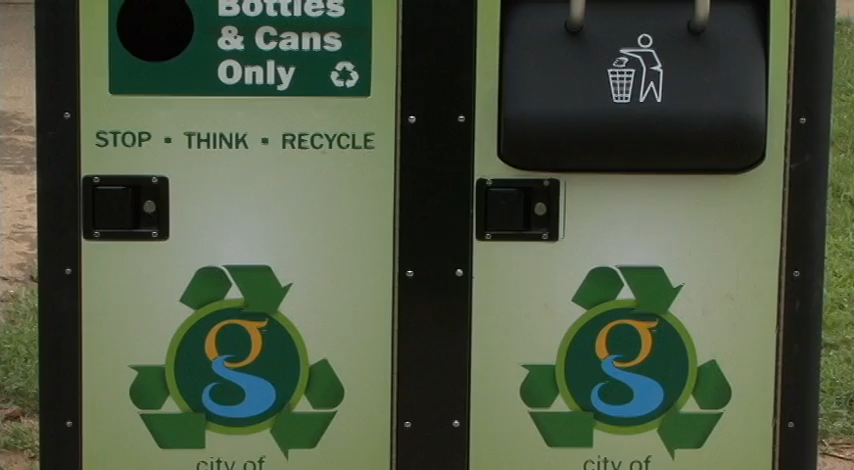 Bottles
& Cans
Only
STOP ▪ THINK ▪ RECYCLE
g
g
city of
city of